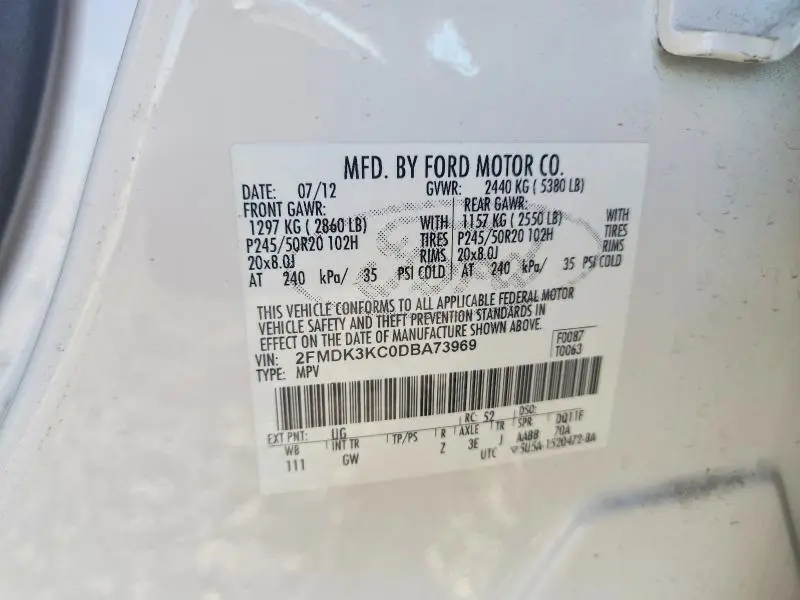 MFD. BY FORD MOTOR CO.
DATE: 07/12 GVWR: 2440 KG ( 5380 LB)
FRONT GAWR: REAR GAWR:
1297 KG ( 2860 LB) WITH 1157 KG ( 2550 LB) WITH
P245/50R20 102H TIRES P245/50R20 102H TIRES
20x8.0J RIMS 20x8.0J RIMS
AT 240 kPa/ 35 PSI COLD AT 240 kPa/ 35 PSI COLD
THIS VEHICLE CONFORMS TO ALL APPLICABLE FEDERAL MOTOR
VEHICLE SAFETY AND THEFT PREVENTION STANDARDS IN
EFFECT ON THE DATE OF MANUFACTURE SHOWN ABOVE.
VIN: 2FMDK3KC0DBA73969 F0087
TYPE: MPV T0063
EXT PNT: UG RC: 52 DSO:
WB INT TR TP/PS R AXLE TR SPR DQ11F
111 GW Z 3E J AABB 70A
UTC 5U5A-1520472-BA